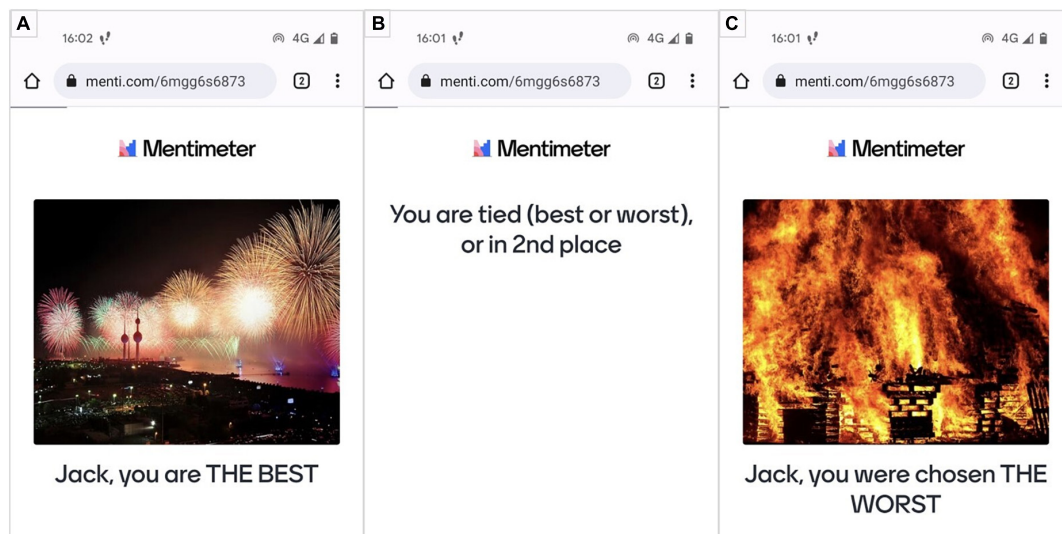 A
16:02 4G
menti.com/6mgg6s6873 2
Mentimeter
Jack, you are THE BEST
B
16:01 4G
menti.com/6mgg6s6873 2
Mentimeter
You are tied (best or worst),
or in 2nd place
C
16:01 4G
menti.com/6mgg6s6873 2
Mentimeter
Jack, you were chosen THE
WORST